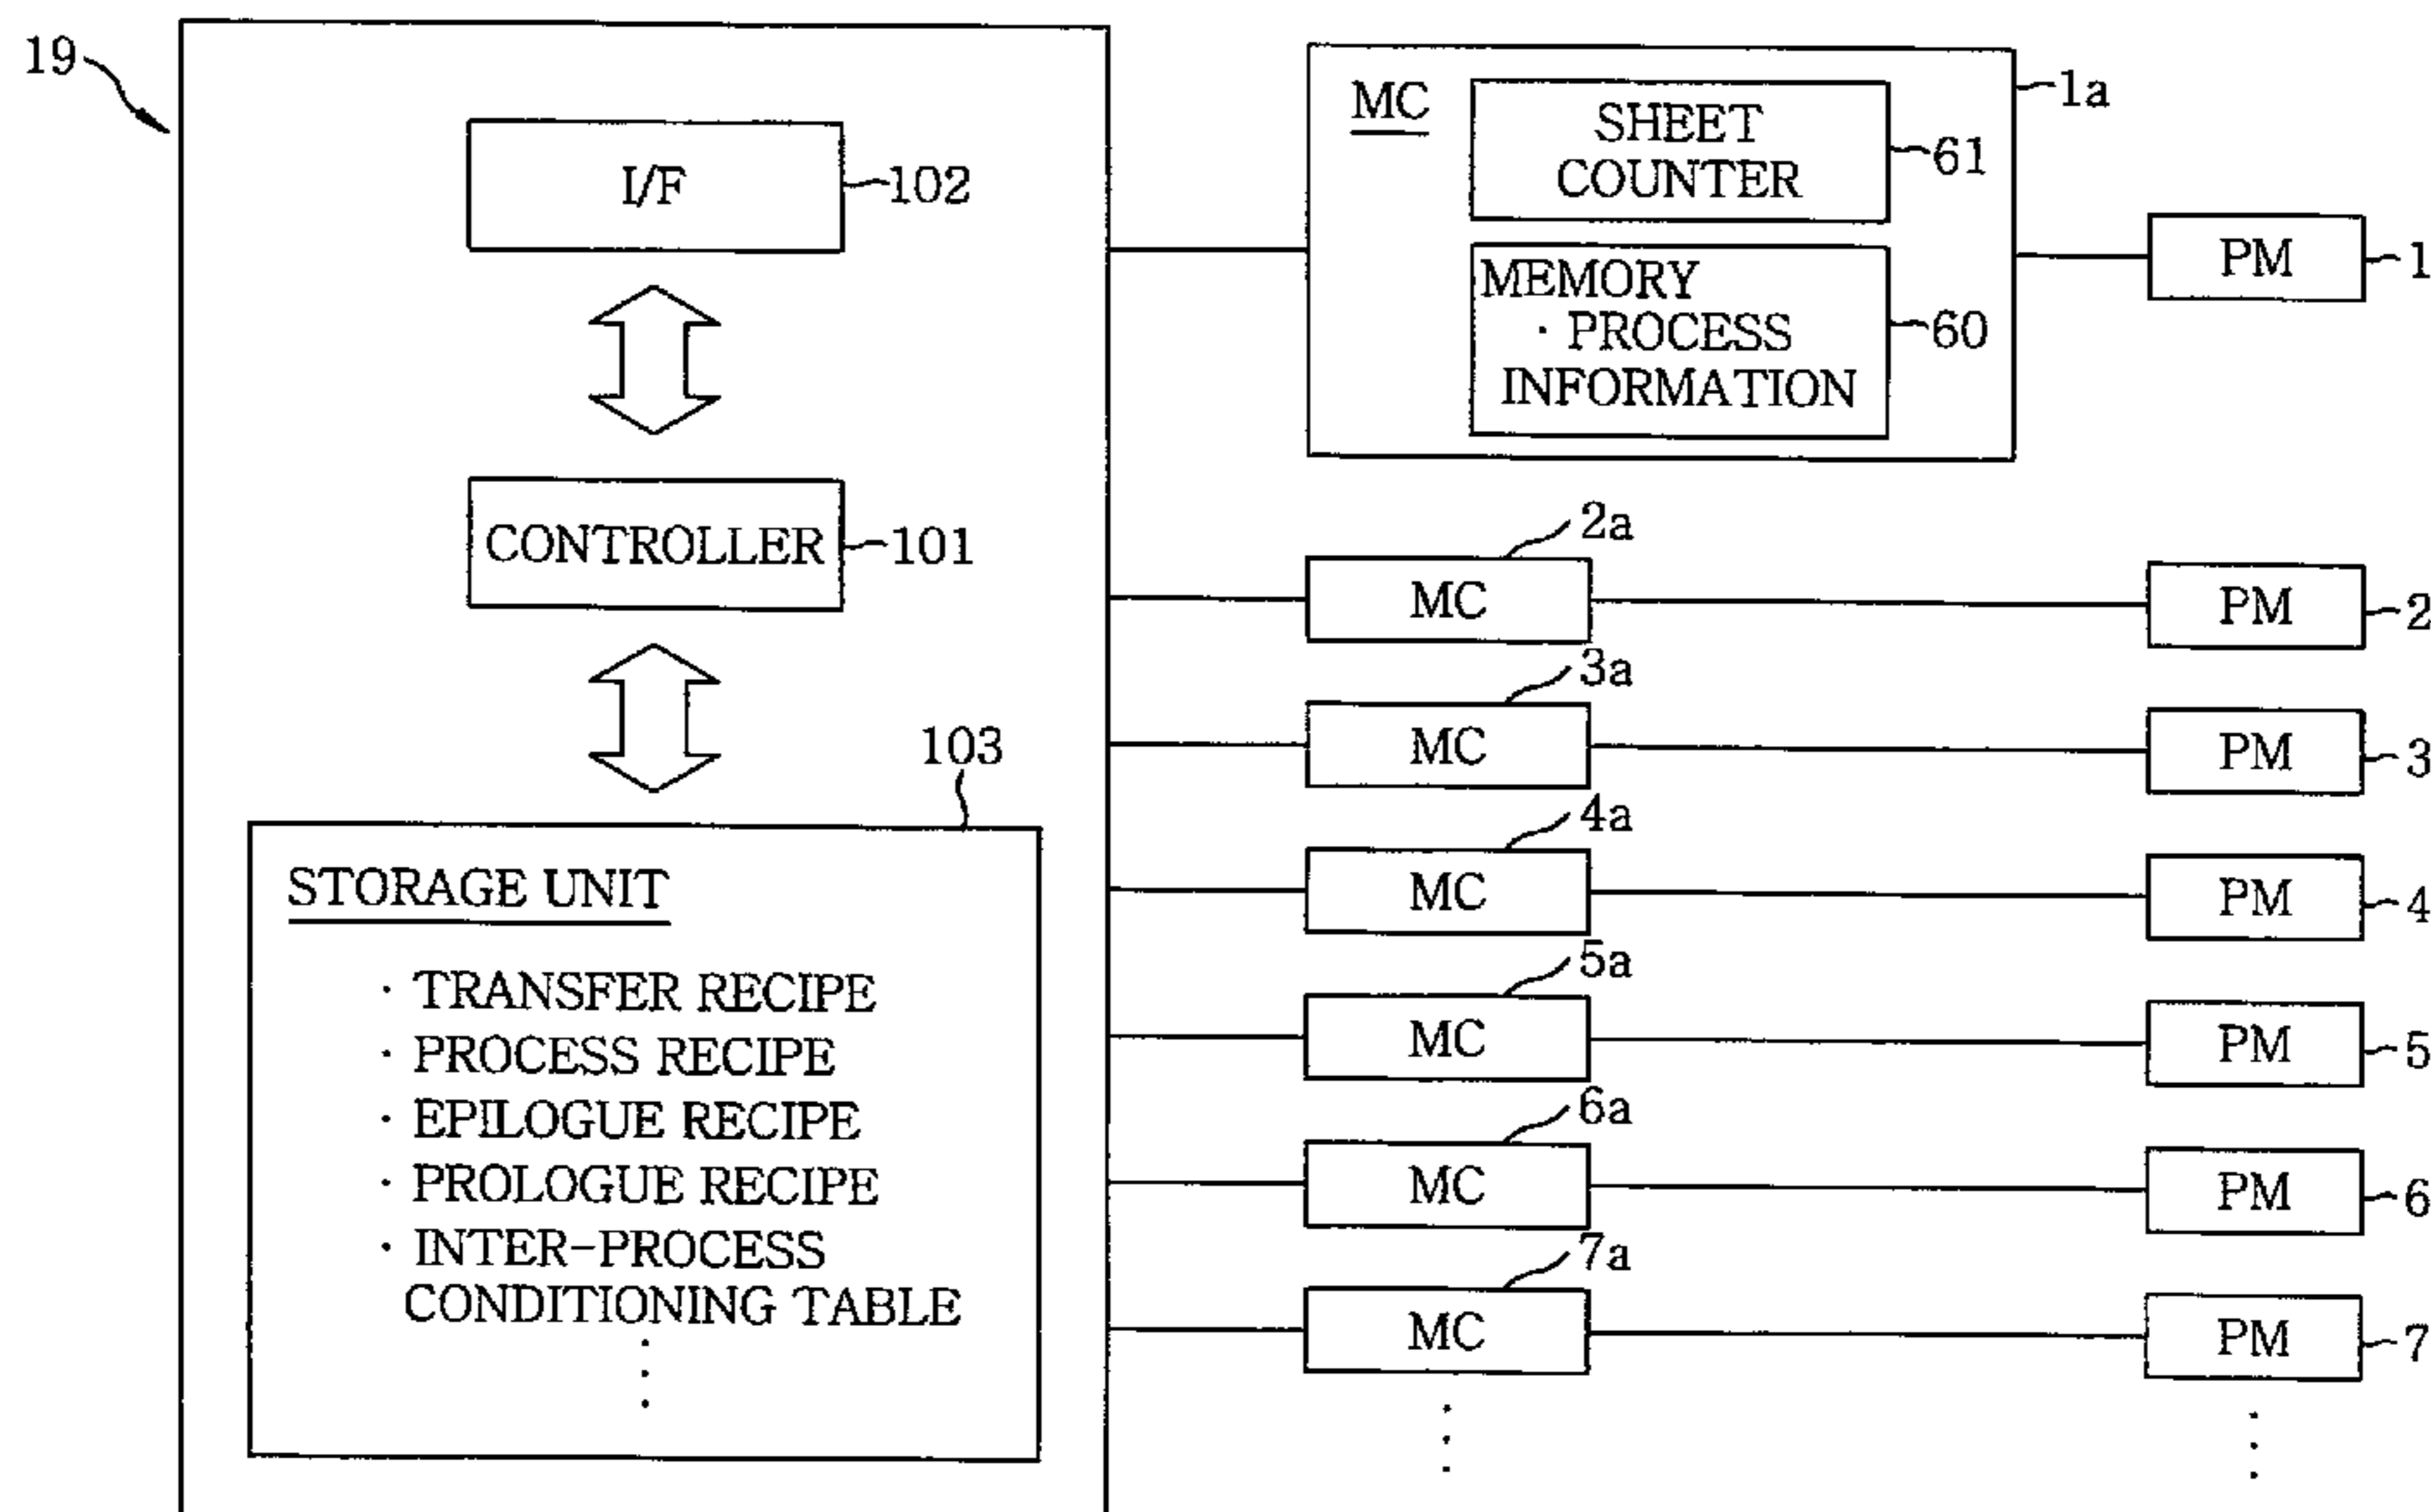 19
I/F
102
CONTROLLER
101
103
STORAGE UNIT
· TRANSFER RECIPE
· PROCESS RECIPE
· EPILOGUE RECIPE
· PROLOGUE RECIPE
· INTER-PROCESS
CONDITIONING TABLE
MC
1a
SHEET
COUNTER
61
MEMORY
· PROCESS
INFORMATION
60
PM
1
2a
MC
PM
2
3a
MC
PM
3
4a
MC
PM
4
5a
MC
PM
5
6a
MC
PM
6
7a
MC
PM
7